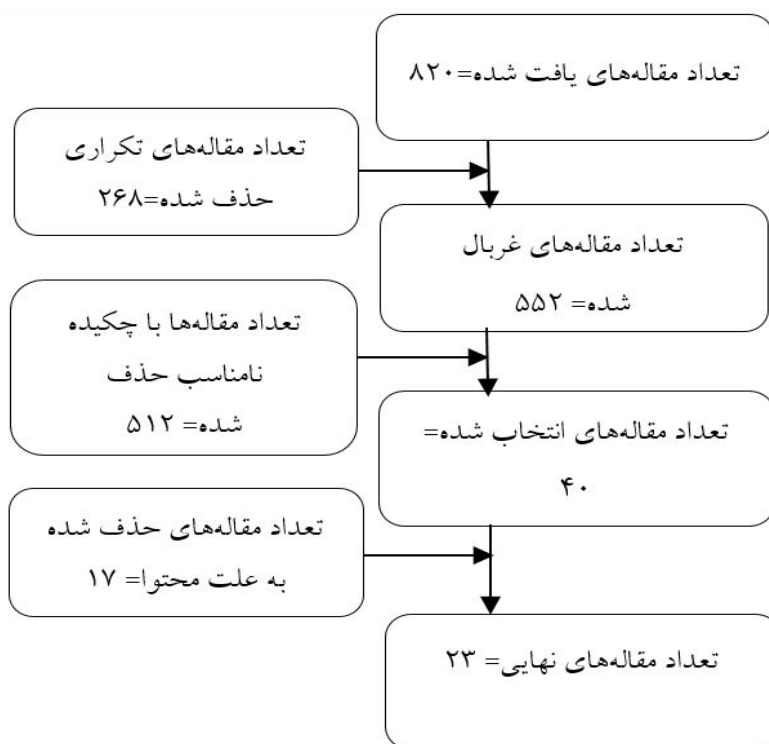 تعداد مقاله‌های یافت شده=۸۲۰
تعداد مقاله‌های تکراری
حذف شده=۲۶۸
تعداد مقاله‌های غربال
شده= ۵۵۲
تعداد مقاله‌ها با چکیده
نامناسب حذف
شده= ۵۱۲
تعداد مقاله‌های انتخاب شده=
۴۰
تعداد مقاله‌های حذف شده
به علت محتوا= ۱۷
تعداد مقاله‌های نهایی= ۲۳